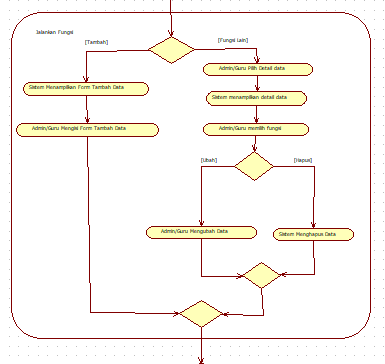 Jalankan Fungsi
[Tambah]
[Fungsi Lain]
Sistem Menampilkan Form Tambah Data
Admin/Guru Mengisi Form Tambah Data
Admin/Guru Pilih Detail data
Sistem menampilkan detail data
Admin/Guru memilih fungsi
[Ubah]
[Hapus]
Admin/Guru Mengubah Data
Sistem Menghapus Data